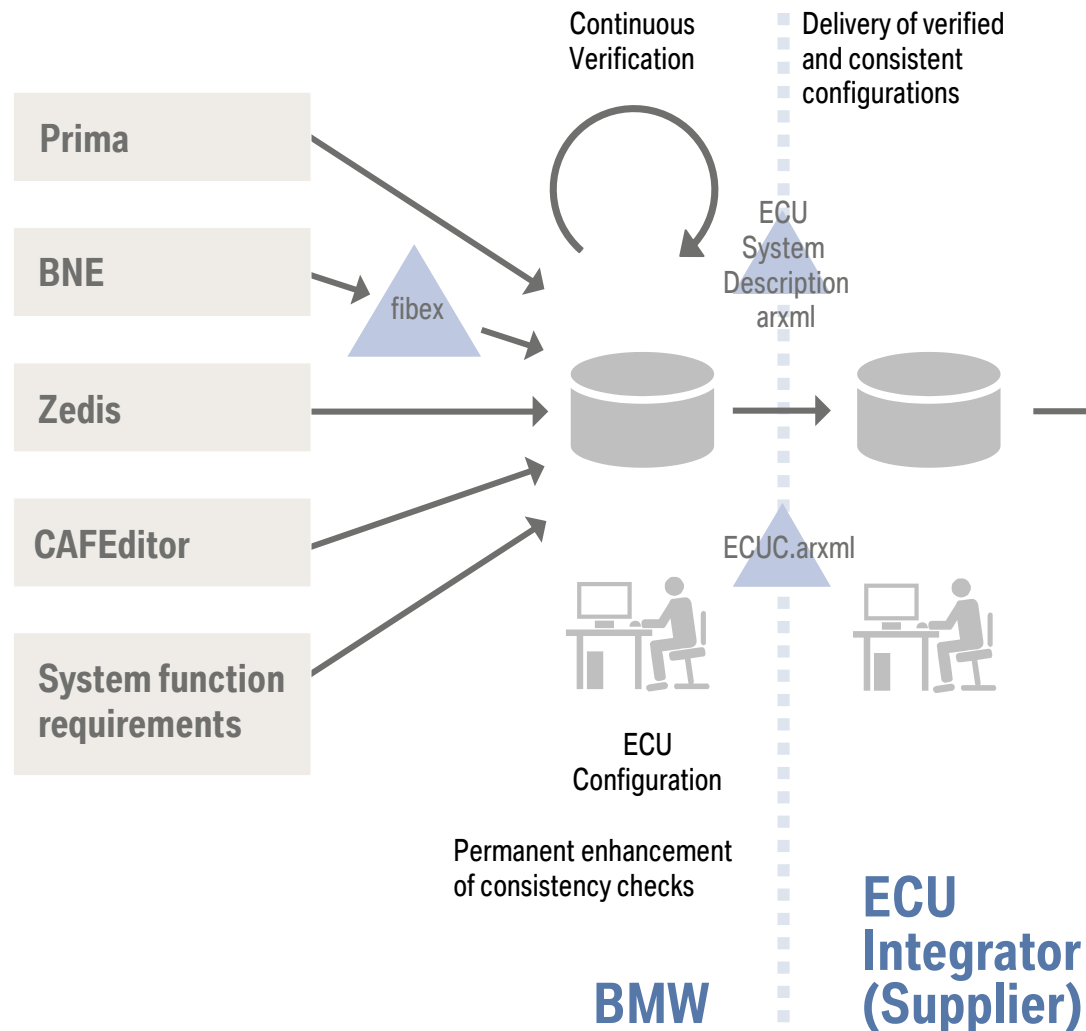 Continuous
Verification
Delivery of verified
and consistent
configurations
Prima
BNE
fibex
Zedis
CAFEditor
System function
requirements
ECU
System
Description
arxml
ECUC.arxml
ECU
Configuration
Permanent enhancement
of consistency checks
BMW
ECU
Integrator
(Supplier)